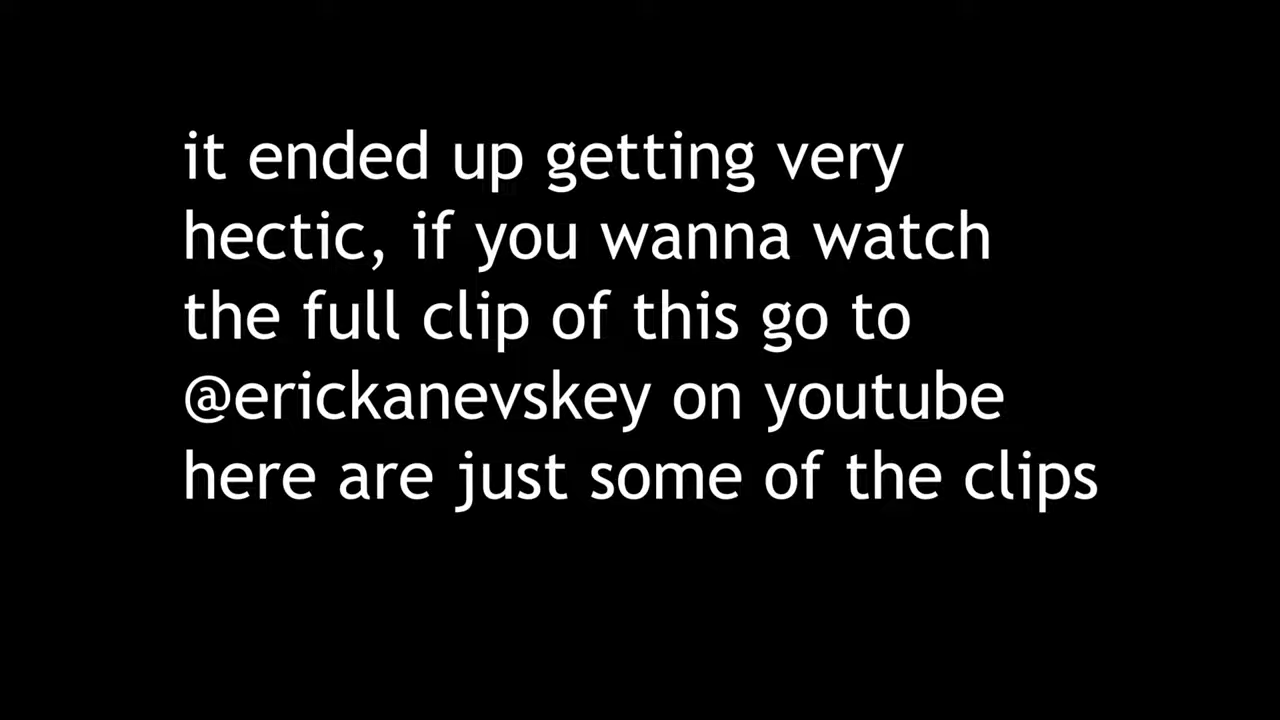 it ended up getting very
hectic, if you wanna watch
the full clip of this go to
@erickanevskey on youtube
here are just some of the clips